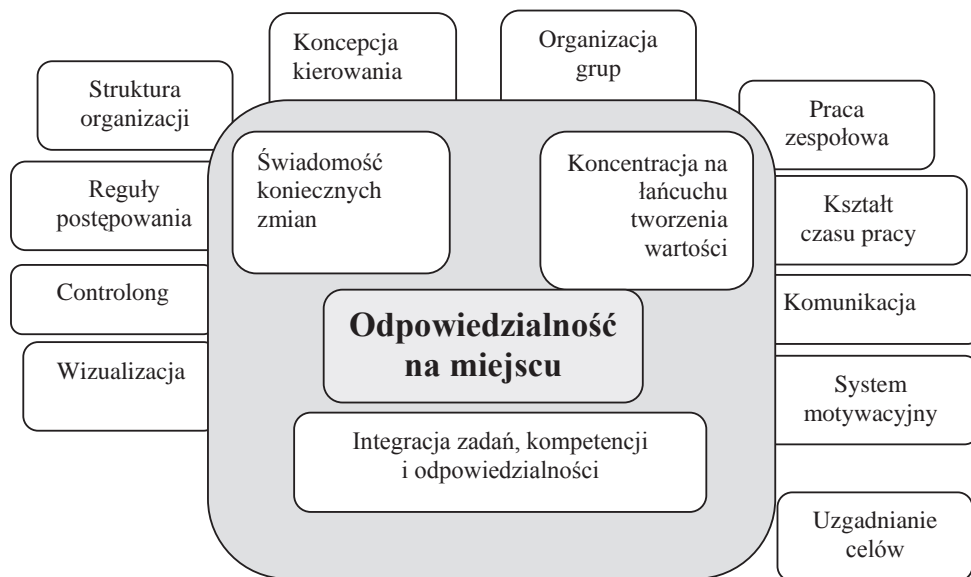 Koncepcja
kierowania
Organizacja
grup
Struktura
organizacji
Praca
zespołowa
Świadomość
koniecznych
zmian
Koncentracja na
łańcuchu
tworzenia
wartości
Reguły
postępowania
Kształt
czasu pracy
Controlong
Komunikacja
Odpowiedzialność
na miejscu
Wizualizacja
System
motywacyjny
Integracja zadań, kompetencji
i odpowiedzialności
Uzgadnianie
celów